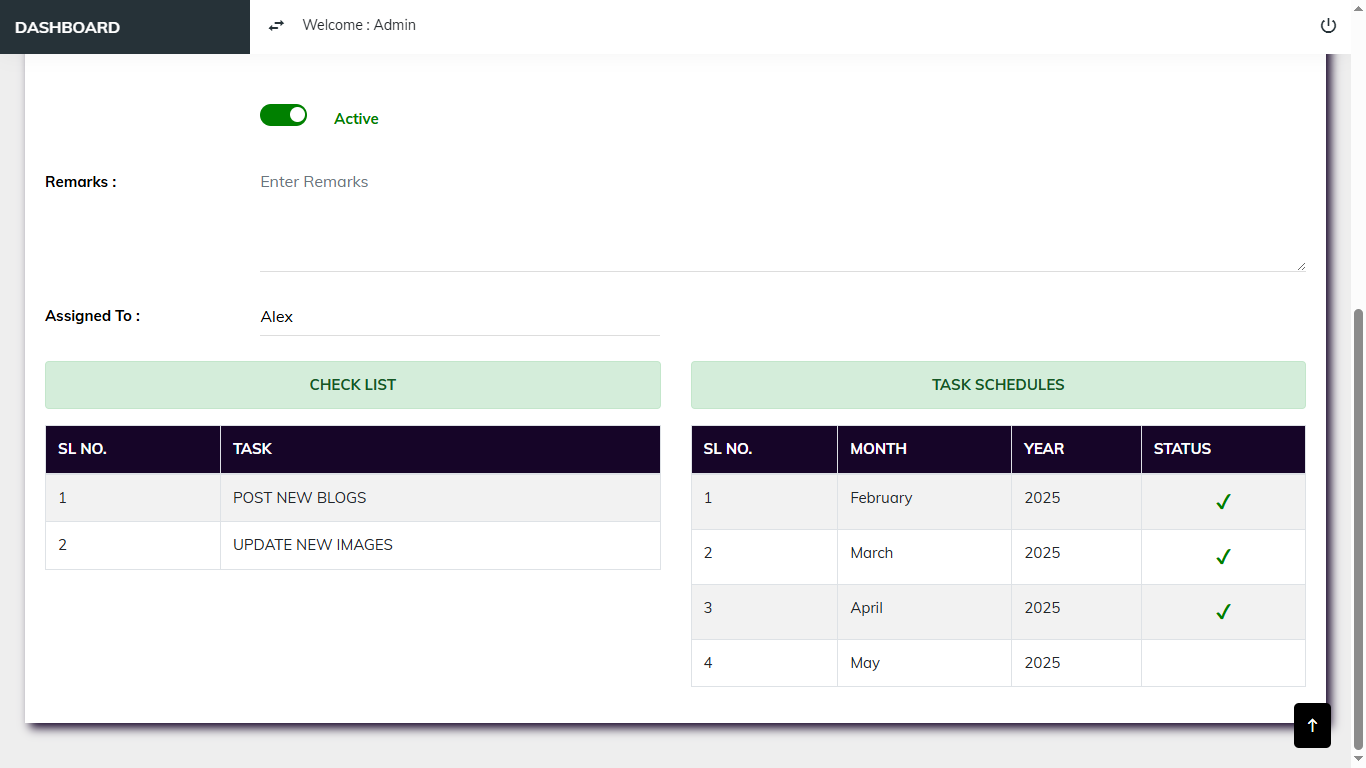 DASHBOARD
Welcome : Admin
Active
Remarks :
Enter Remarks
Assigned To :
Alex
CHECK LIST
SL NO. TASK
1 POST NEW BLOGS
2 UPDATE NEW IMAGES
TASK SCHEDULES
SL NO. MONTH YEAR STATUS
1 February 2025 ✓
2 March 2025 ✓
3 April 2025 ✓
4 May 2025